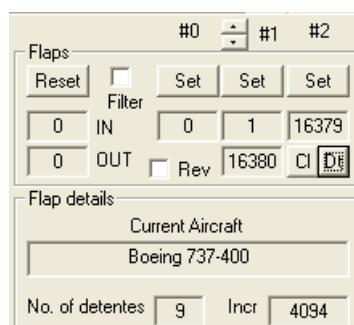 #0 #1 #2
Flaps
Reset Set Set Set
Filter
0 IN 0 1 16379
0 OUT Rev 16380 Cl Dt
Flap details
Current Aircraft
Boeing 737-400
No. of detentes 9 Incr 4094